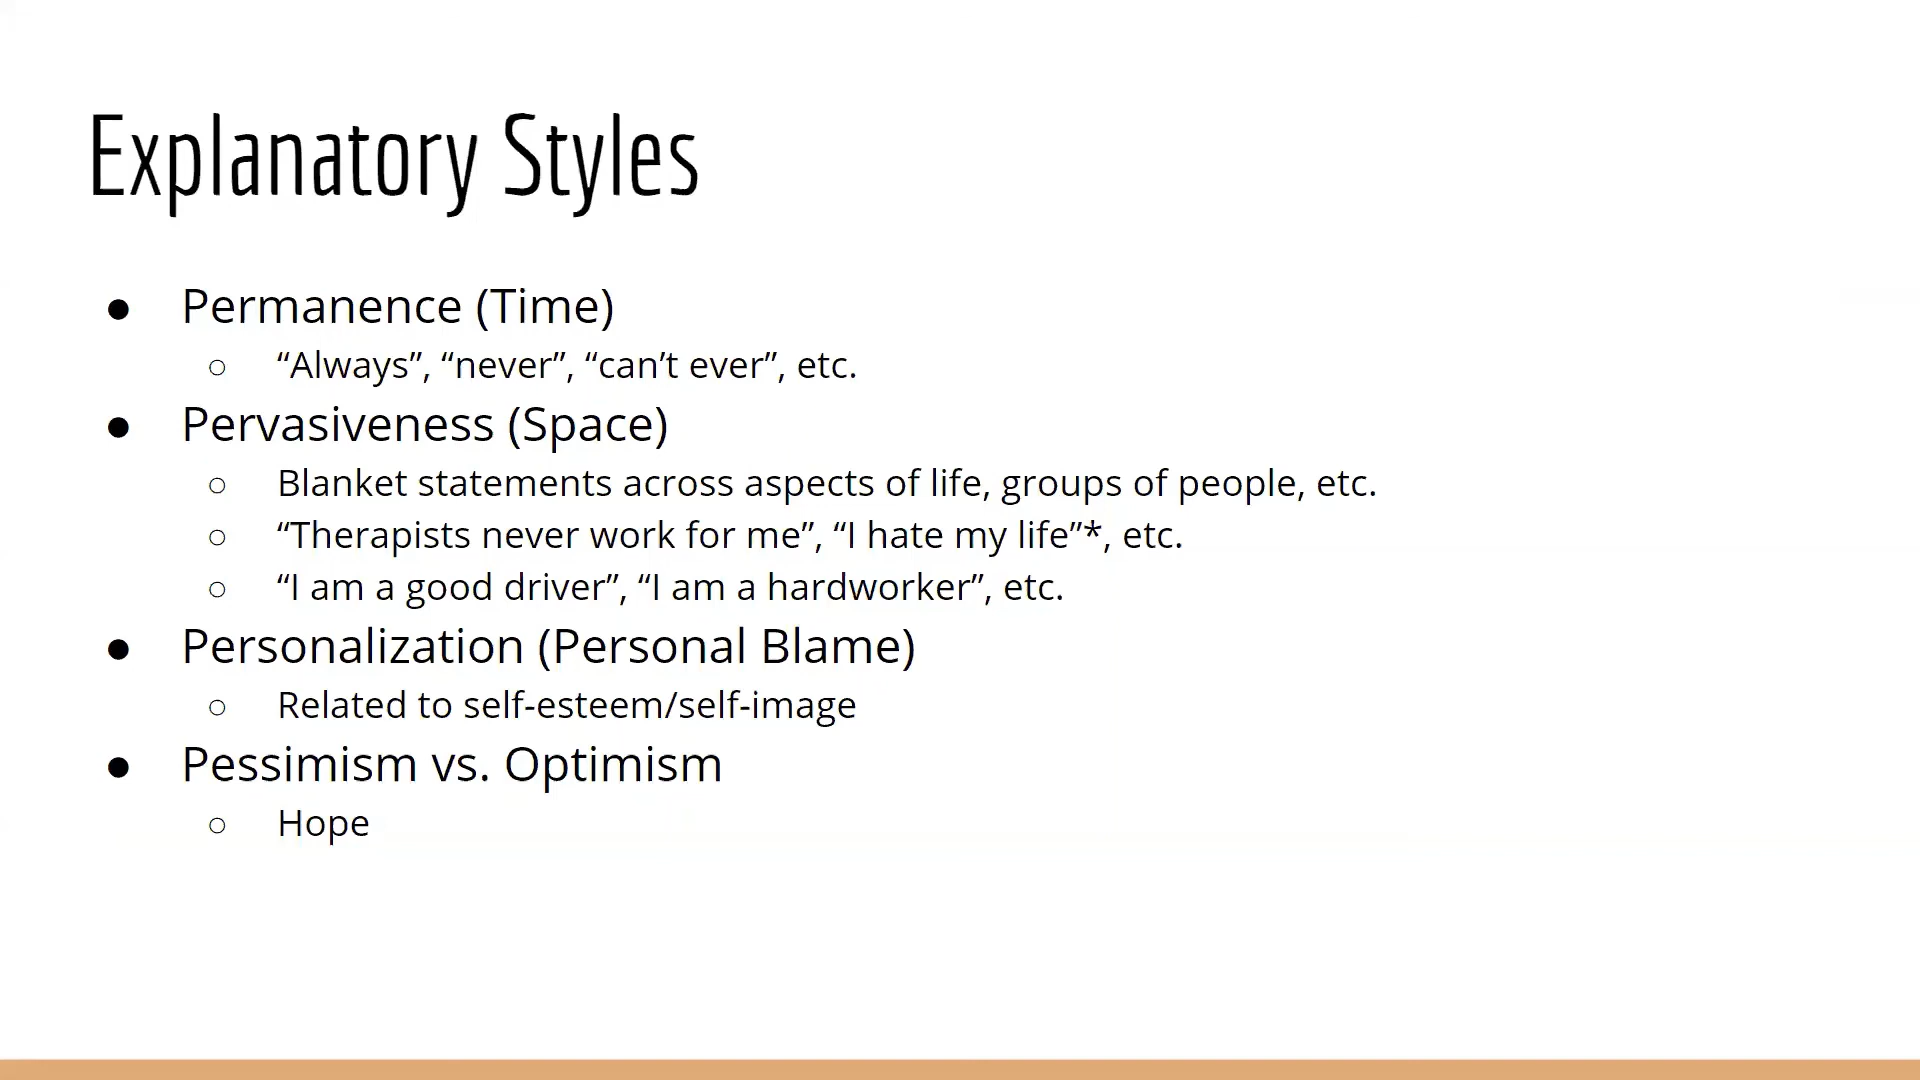 Explanatory Styles
● Permanence (Time)
○ “Always”, “never”, “can’t ever”, etc.
● Pervasiveness (Space)
○ Blanket statements across aspects of life, groups of people, etc.
○ “Therapists never work for me”, “I hate my life”*, etc.
○ “I am a good driver”, “I am a hardworker”, etc.
● Personalization (Personal Blame)
○ Related to self-esteem/self-image
● Pessimism vs. Optimism
○ Hope